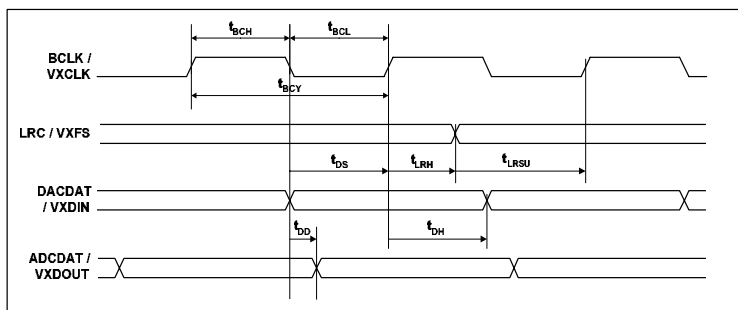 tBCH
tBCL
BCLK /
VXCLK
tBCY
LRC / VXFS
tDS
tLRH
tLRSU
DACDAT
/ VXDIN
tDD
tDH
ADCDAT /
VXDOUT